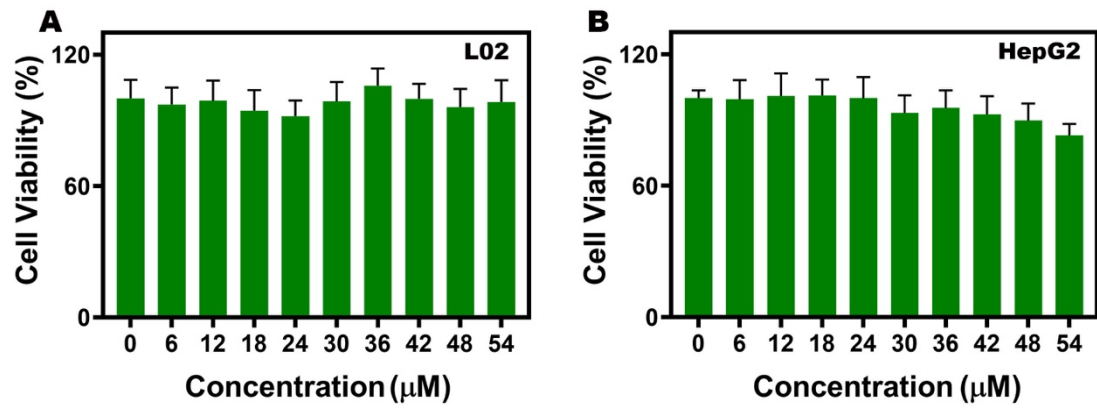 A
L02
Cell Viability (%)
120
60
0
0 6 12 18 24 30 36 42 48 54
Concentration (μM)
B
HepG2
Cell Viability (%)
120
60
0
0 6 12 18 24 30 36 42 48 54
Concentration (μM)